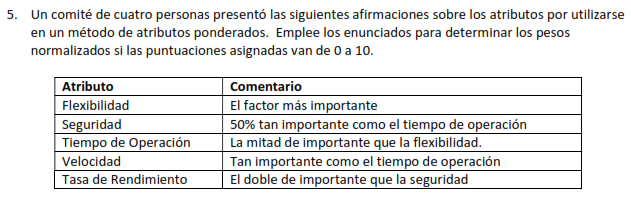 5. Un comité de cuatro personas presentó las siguientes afirmaciones sobre los atributos por utilizarse
en un método de atributos ponderados. Emplee los enunciados para determinar los pesos
normalizados si las puntuaciones asignadas van de 0 a 10.
Atributo Comentario
Flexibilidad El factor más importante
Seguridad 50% tan importante como el tiempo de operación
Tiempo de Operación La mitad de importante que la flexibilidad.
Velocidad Tan importante como el tiempo de operación
Tasa de Rendimiento El doble de importante que la seguridad